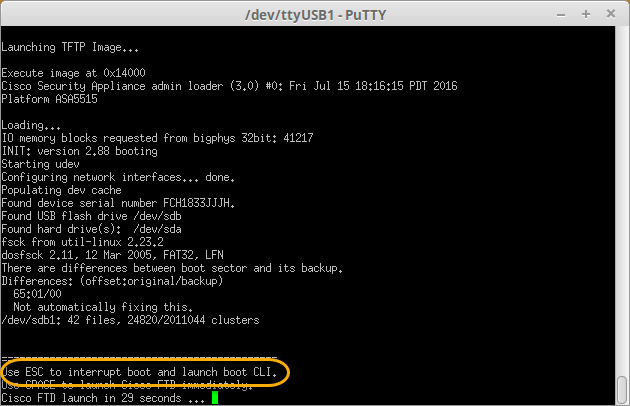 /dev/ttyUSB1 - PuTTY
Launching TFTP Image...
Execute image at 0x14000
Cisco Security Appliance admin loader (3.0) #0: Fri Jul 15 18:16:15 PDT 2016
Platform ASA5515
Loading...
IO memory blocks requested from bigphys 32bit: 41217
INIT: version 2.88 booting
Starting udev
Configuring network interfaces... done.
Populating dev cache
Found device serial number FCH1833JJJH.
Found USB flash drive /dev/sdb
Found hard drive(s):  /dev/sda
fsck from util-linux 2.23.2
dosfsck 2.11, 12 Mar 2005, FAT32, LFN
There are differences between boot sector and its backup.
Differences: (offset:original/backup)
  65:01/00
  Not automatically fixing this.
/dev/sdb1: 42 files, 24820/2011044 clusters
==============================================
Use ESC to interrupt boot and launch boot CLI.
Use SPACE to launch Cisco FTD immediately.
Cisco FTD launch in 29 seconds ...